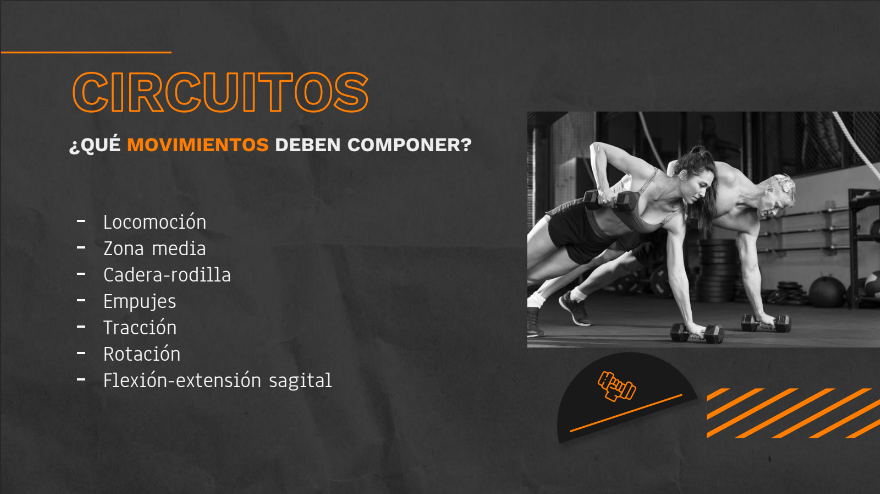 CIRCUITOS
¿QUÉ MOVIMIENTOS DEBEN COMPONER?
- Locomoción
- Zona media
- Cadera-rodilla
- Empujes
- Tracción
- Rotación
- Flexión-extensión sagital